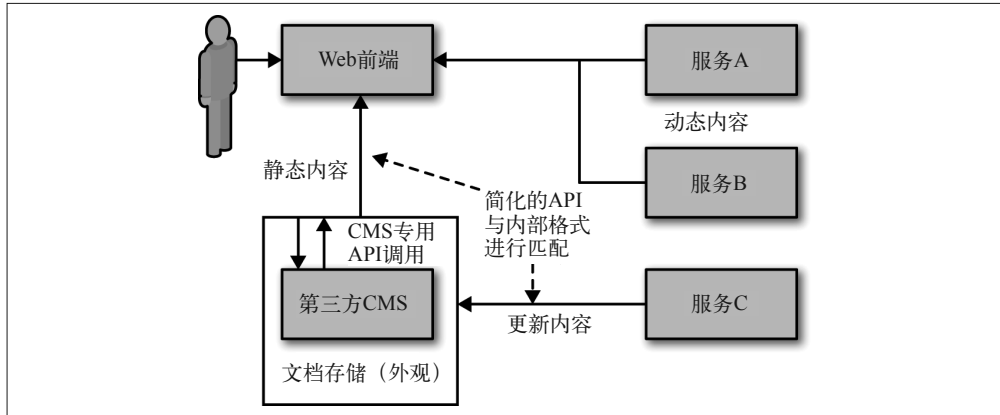 Web前端
服务A
动态内容
静态内容
服务B
简化的API
与内部格式
进行匹配
CMS专用
API调用
第三方CMS
服务C
更新内容
文档存储（外观）